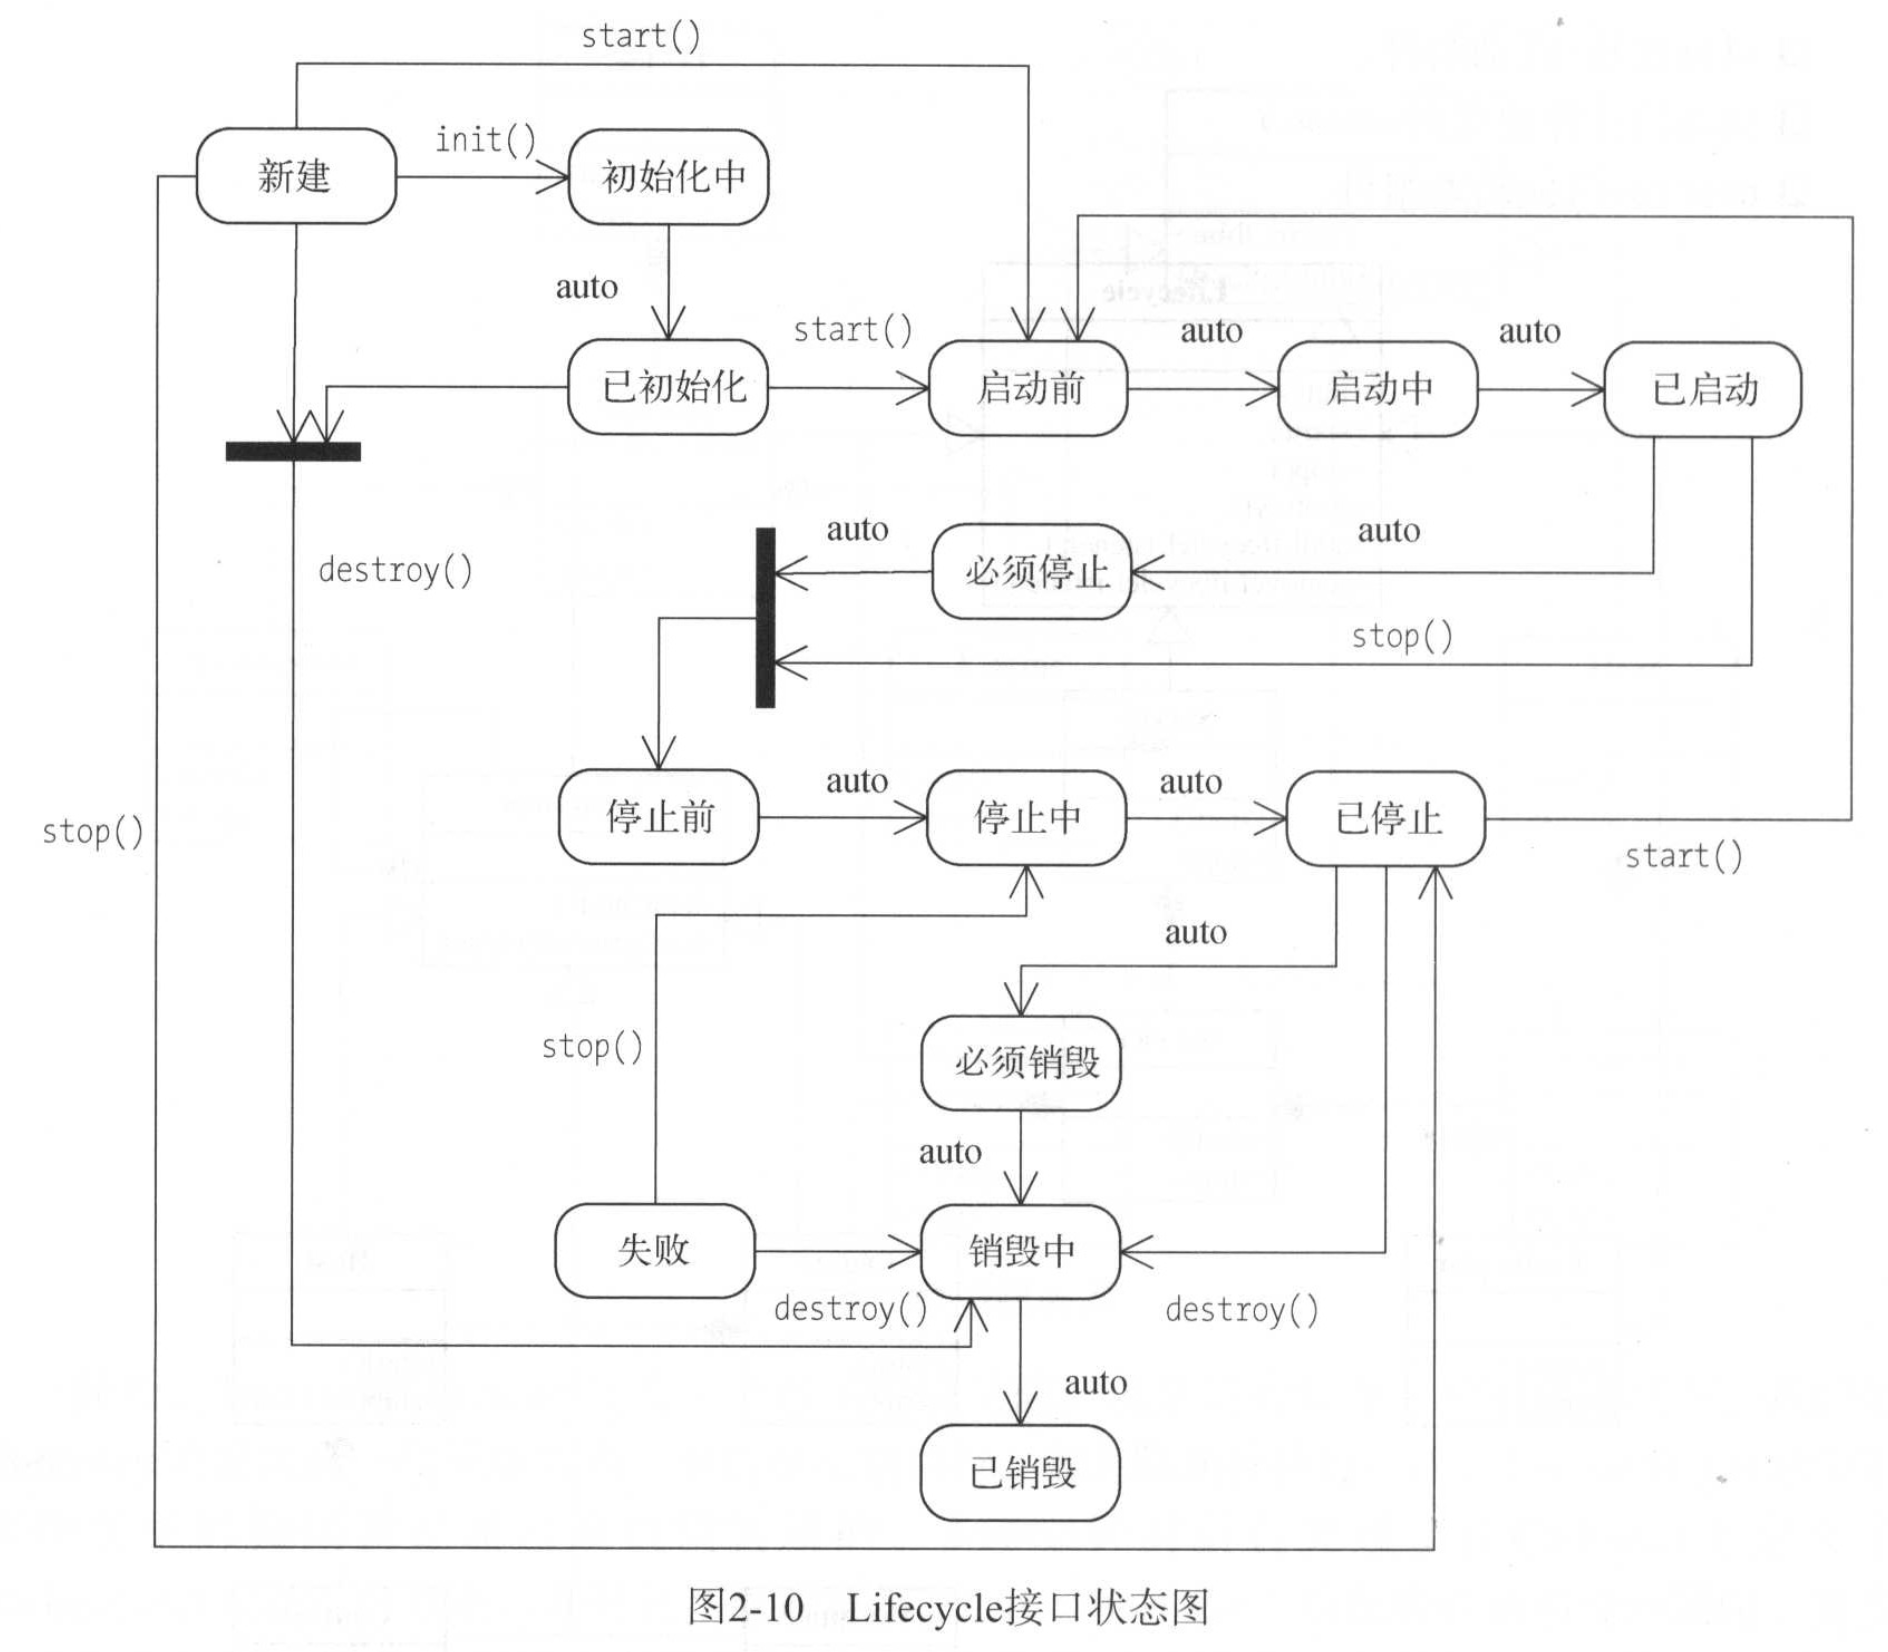 start()
init()
新建
初始化中
auto
start()
auto
auto
已初始化
启动前
启动中
已启动
auto
auto
destroy()
必须停止
stop()
auto
auto
停止前
停止中
已停止
stop()
start()
auto
stop()
必须销毁
auto
失败
销毁中
destroy()
destroy()
auto
已销毁
图2-10 Lifecycle接口状态图